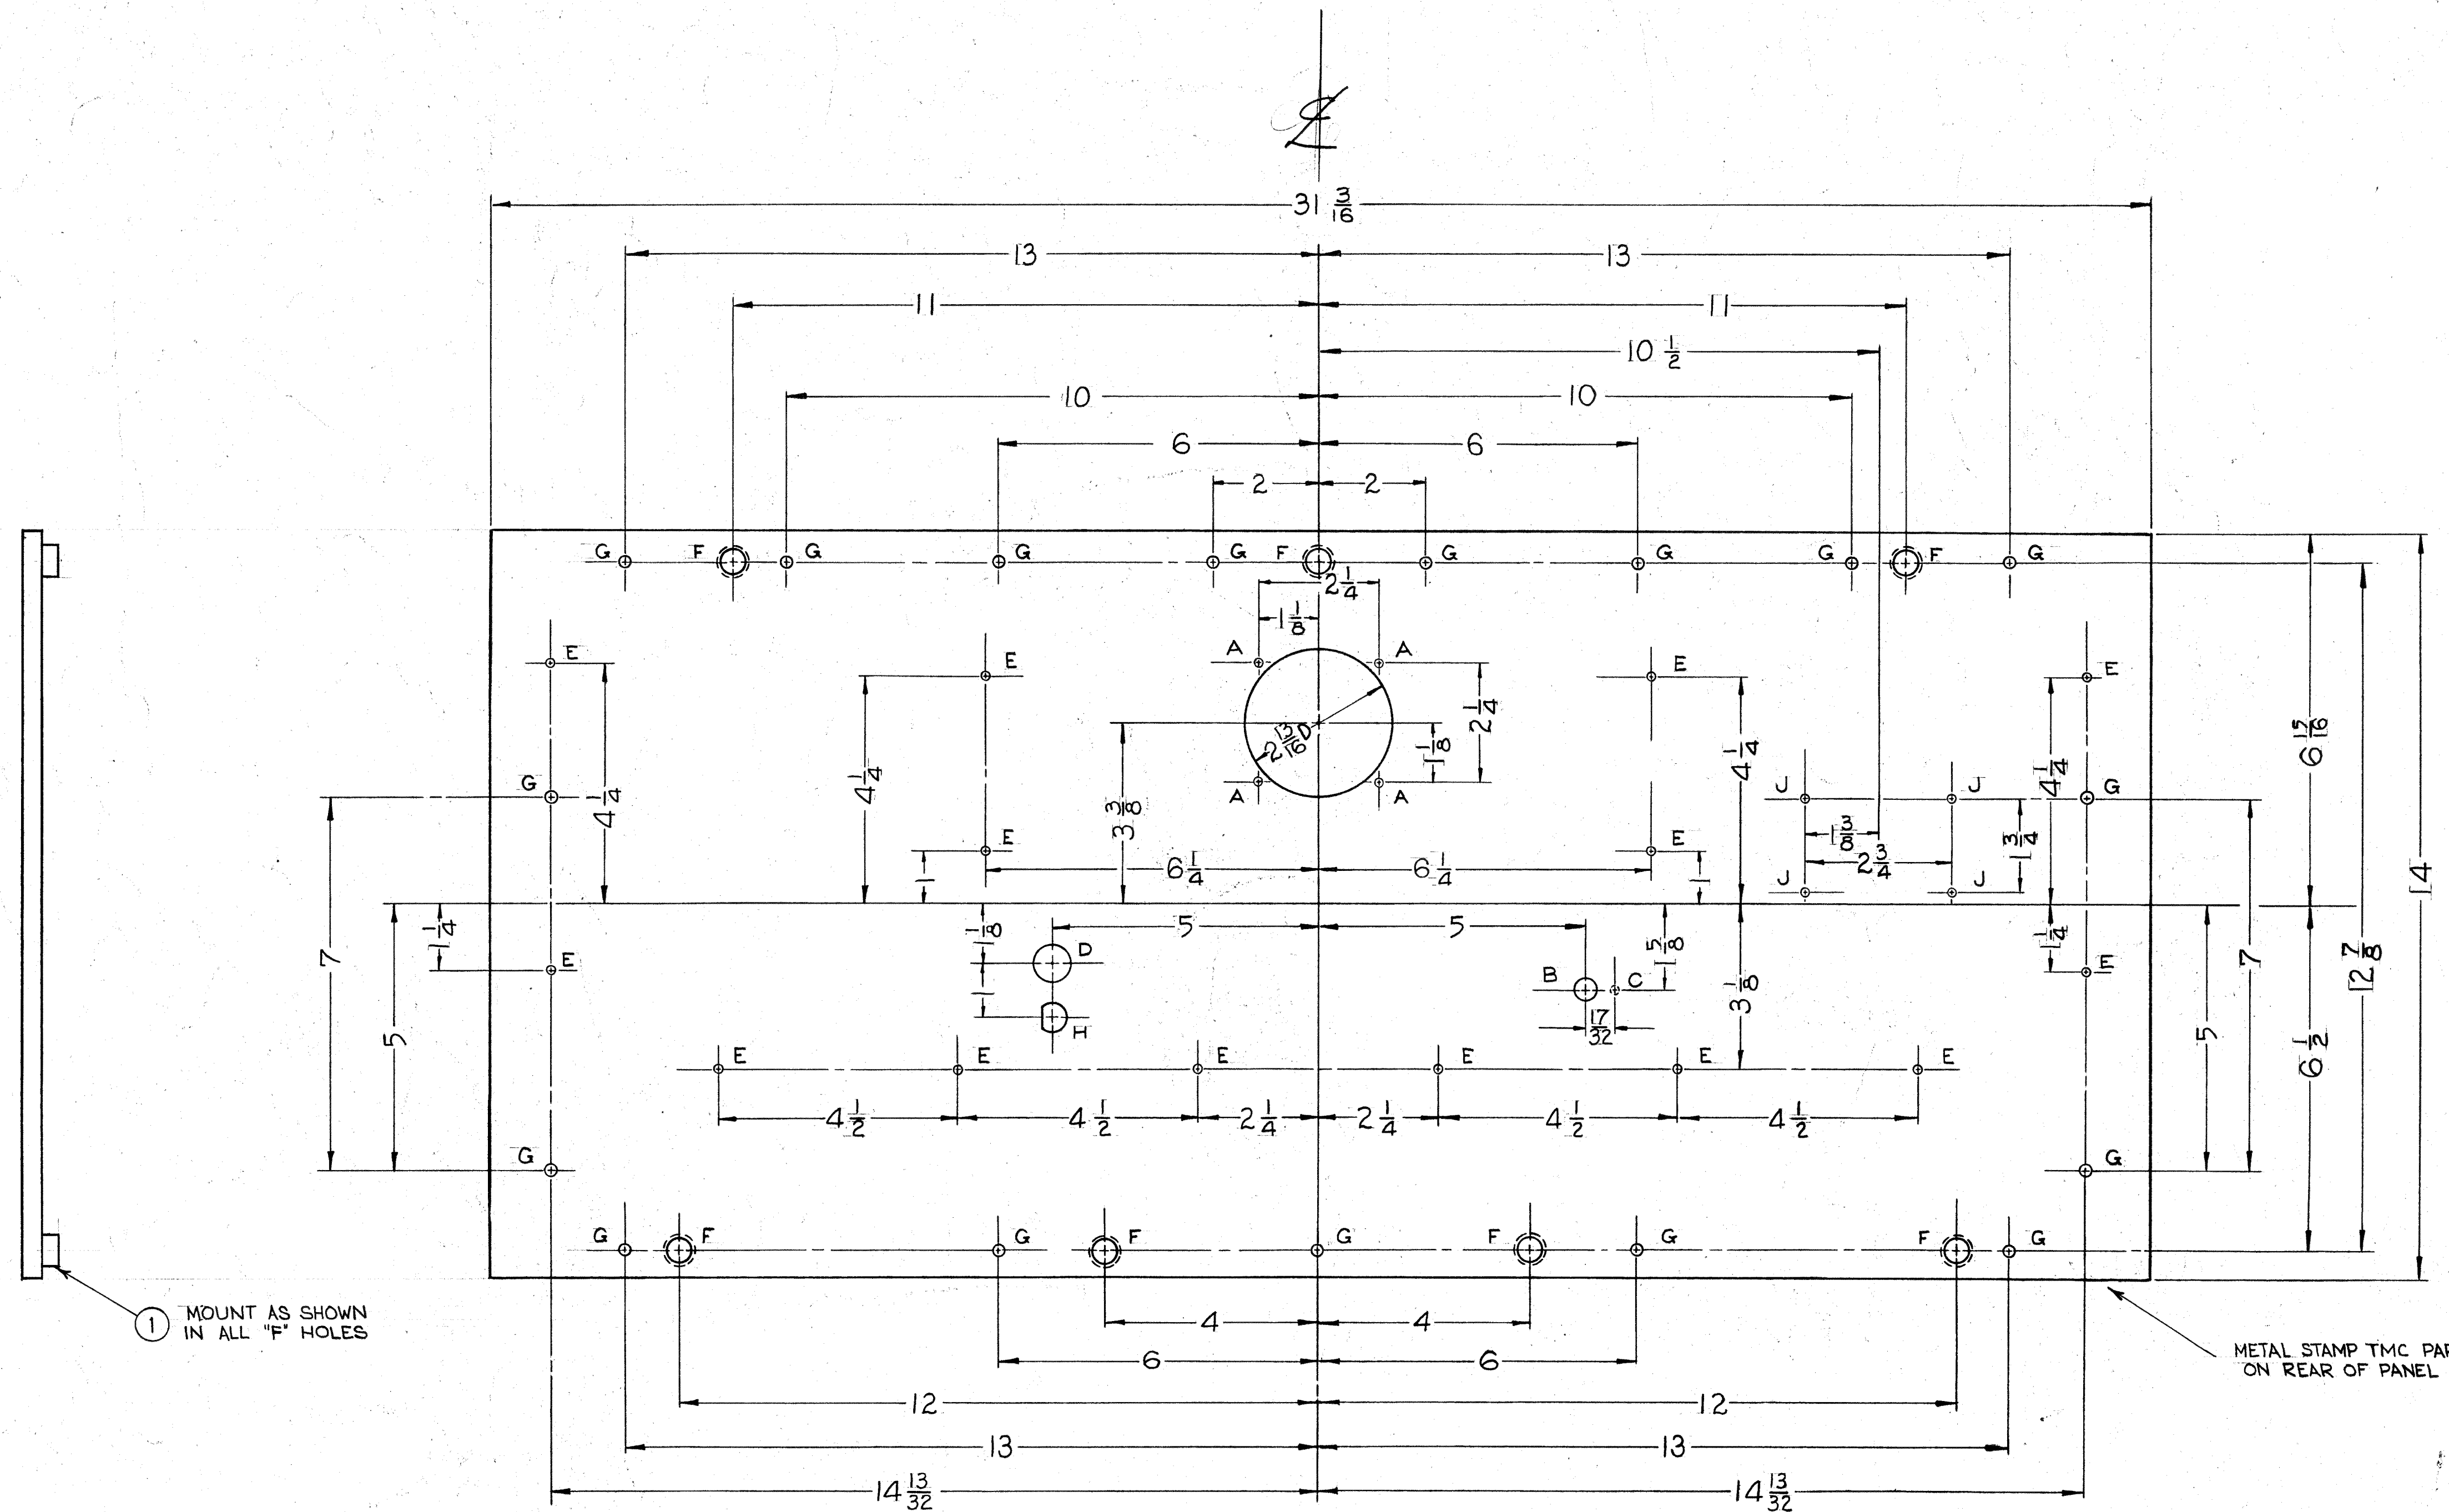 ℄
31 3/16
13 13
11 11
10 1/2
10 10
6 6
2 2
G F G G G F G G G F G
2 1/4
1 1/8
A A
E E E E
2 13/16 D
2 1/4
1 1/8
A A
G 4 1/4 4 1/4 3 3/8 4 1/4 4 1/4 G
J J
1 3/8
2 3/4
1 3/4
J J
6 15/16
14
E E
1 6 1/4 6 1/4 1
7 5 1 1/4 1 1/8 5 5 1 5/8 1 1/4 7 12 7/8
E D B C E
1 H 17/32 3 1/8 5 6 1/2
E E E E E E
4 1/2 4 1/2 2 1/4 2 1/4 4 1/2 4 1/2
G G
G F G F G F G F G
1 MOUNT AS SHOWN
IN ALL "F" HOLES
4 4
6 6
METAL STAMP TMC PAR
ON REAR OF PANEL
12 12
13 13
14 13/32 14 13/32